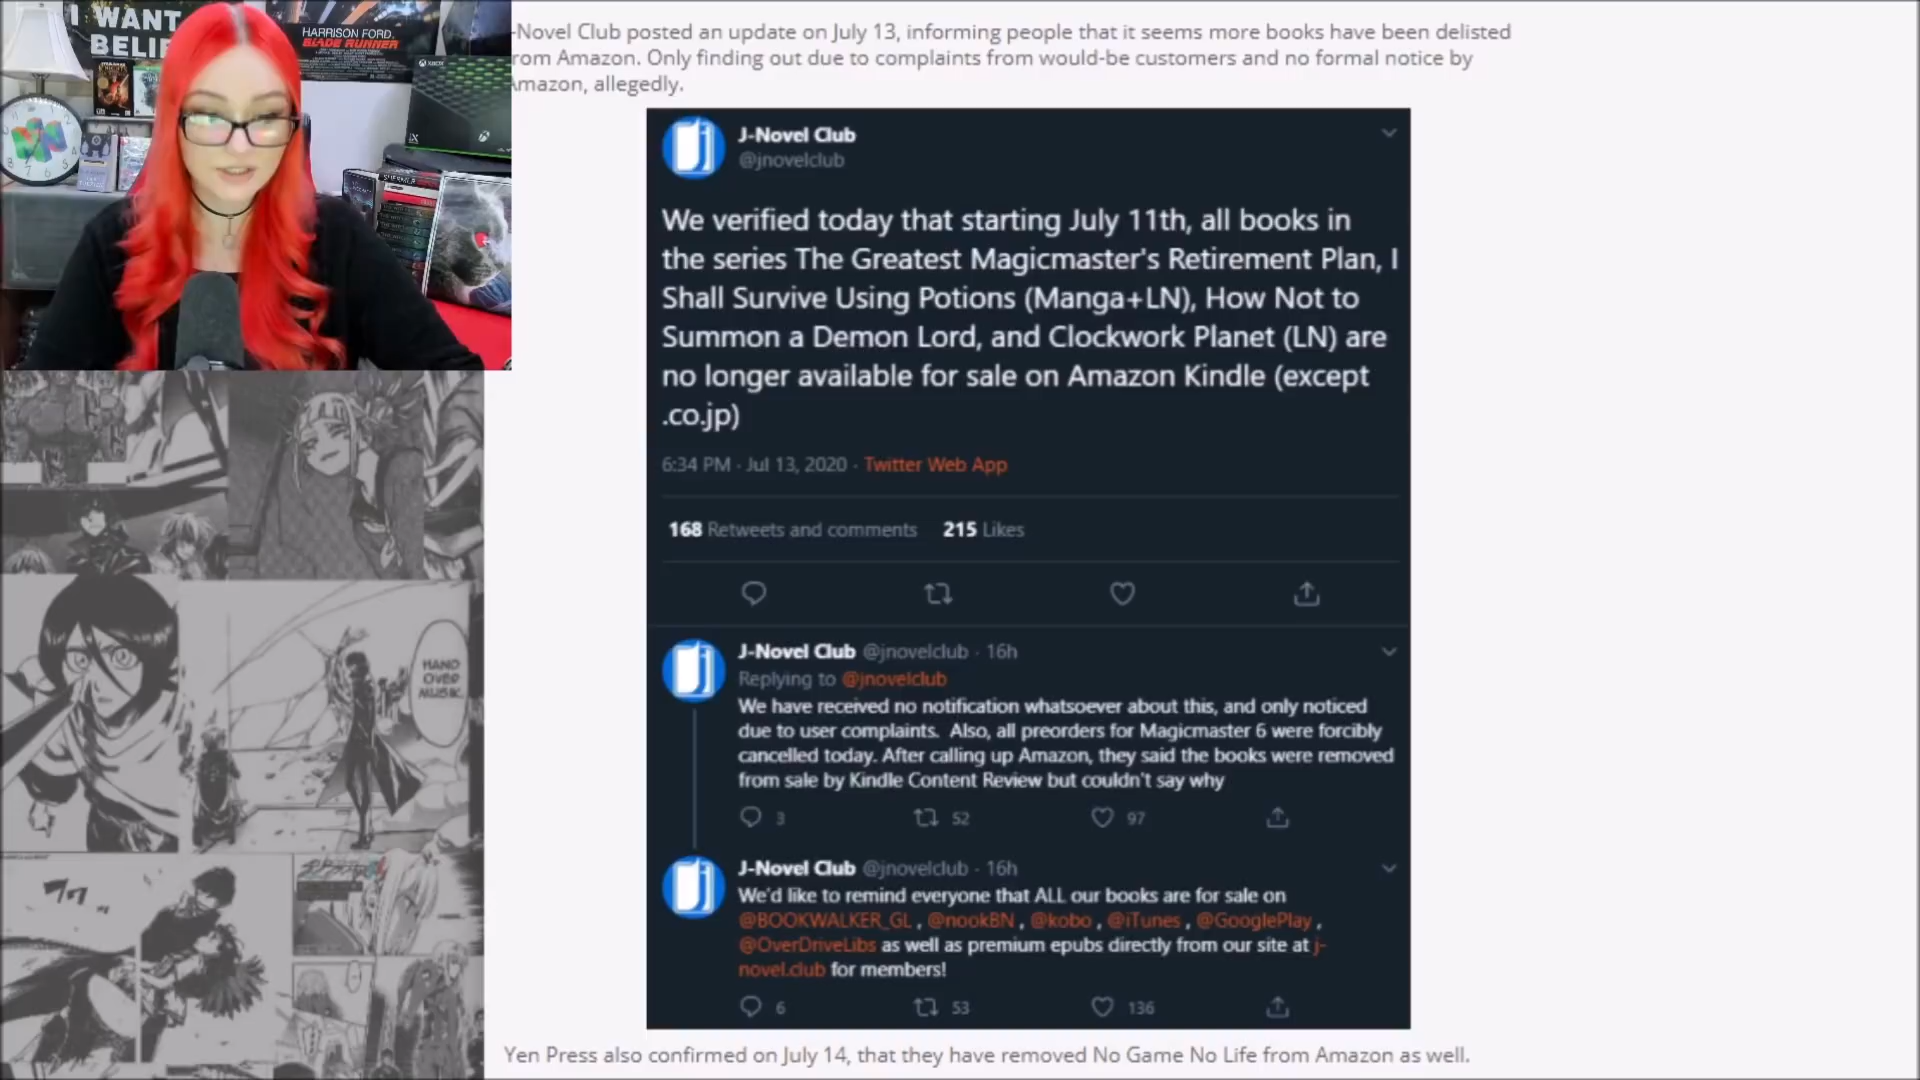 I WANT
BELIE
HARRISON FORD.
BLADE RUNNER
XBOX
-Novel Club posted an update on July 13, informing people that it seems more books have been delisted
rom Amazon. Only finding out due to complaints from would-be customers and no formal notice by
Amazon, allegedly.
J-Novel Club
@jnovelclub
We verified today that starting July 11th, all books in
the series The Greatest Magicmaster's Retirement Plan, I
Shall Survive Using Potions (Manga+LN), How Not to
Summon a Demon Lord, and Clockwork Planet (LN) are
no longer available for sale on Amazon Kindle (except
.co.jp)
6:34 PM · Jul 13, 2020 · Twitter Web App
168 Retweets and comments 215 Likes
J-Novel Club @jnovelclub · 16h
Replying to @jnovelclub
We have received no notification whatsoever about this, and only noticed
due to user complaints. Also, all preorders for Magicmaster 6 were forcibly
cancelled today. After calling up Amazon, they said the books were removed
from sale by Kindle Content Review but couldn't say why
3 52 97
J-Novel Club @jnovelclub · 16h
We'd like to remind everyone that ALL our books are for sale on
@BOOKWALKER_GL , @nookBN , @kobo , @iTunes , @GooglePlay ,
@OverDriveLibs as well as premium epubs directly from our site at j-
novel.club for members!
6 53 136
Yen Press also confirmed on July 14, that they have removed No Game No Life from Amazon as well.
HAND
OVER
MUSIK.